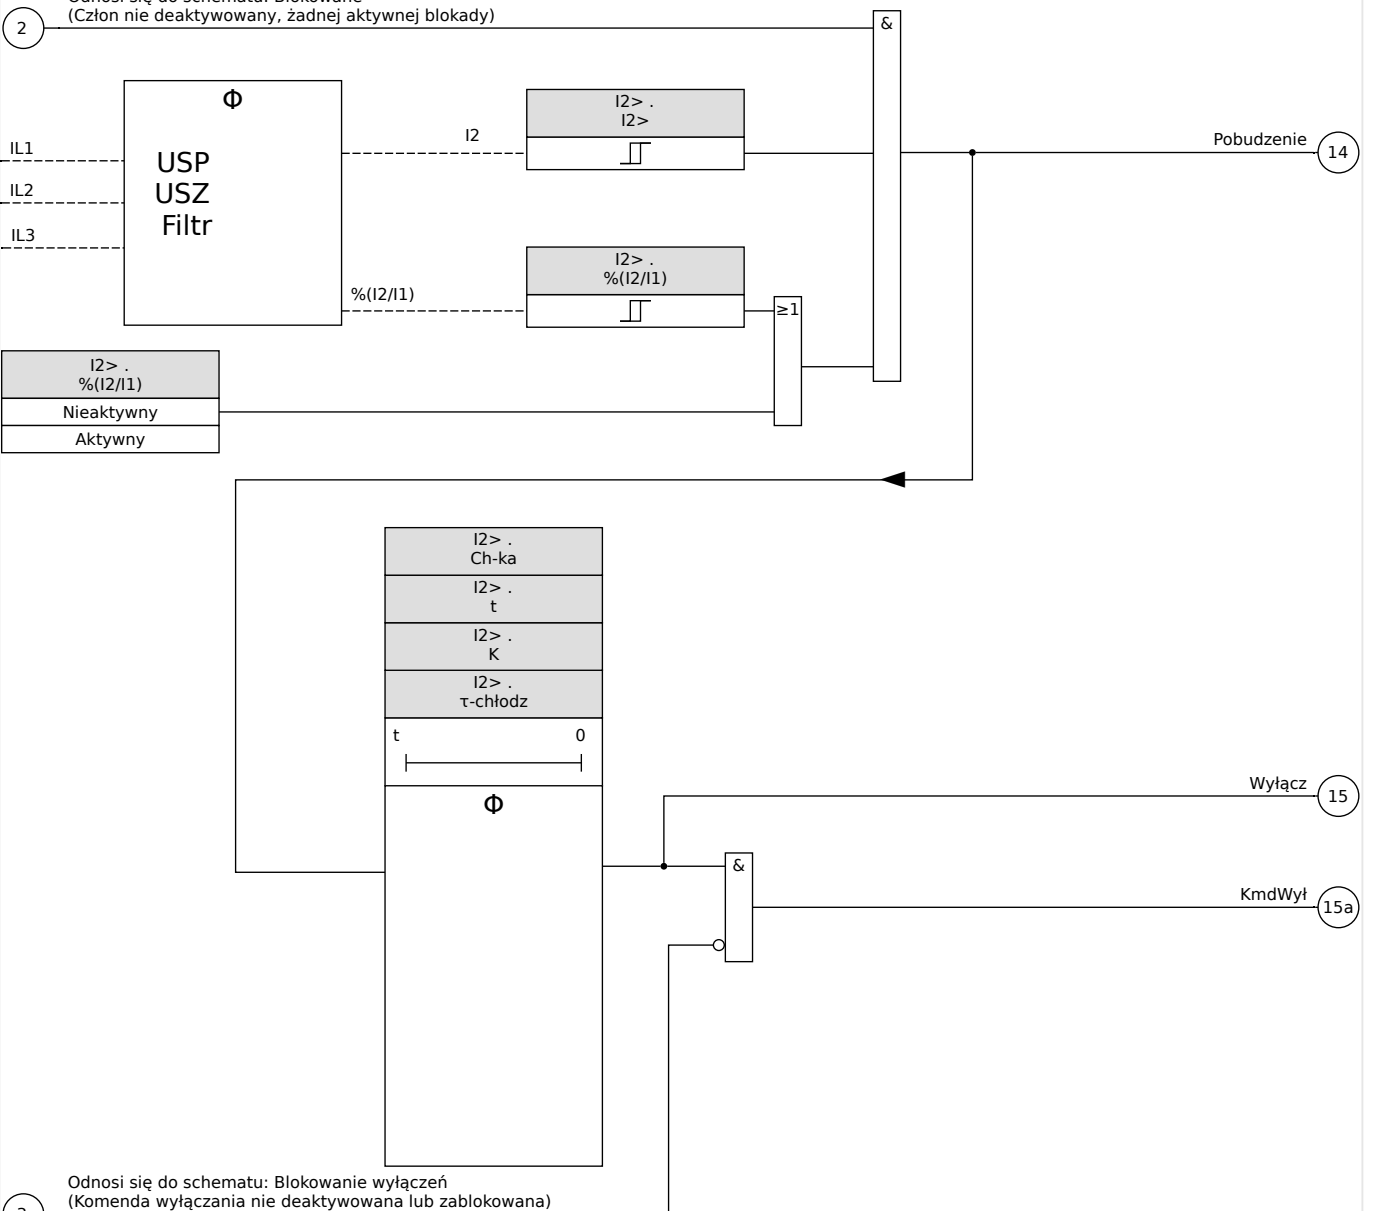 Odnosi się do schematu: Blokowanie
(Człon nie deaktywowany, żadnej aktywnej blokady)
2
&
Φ
I2> .
I2>
IL1
USP
I2
Pobudzenie
14
IL2
USZ
IL3
Filtr
I2> .
%(I2/I1)
%(I2/I1)
≥1
I2> .
%(I2/I1)
Nieaktywny
Aktywny
I2> .
Ch-ka
I2> .
t
I2> .
K
I2> .
τ-chłodz
t 0
Φ
Wyłącz
15
&
KmdWył
15a
Odnosi się do schematu: Blokowanie wyłączeń
(Komenda wyłączania nie deaktywowana lub zablokowana)